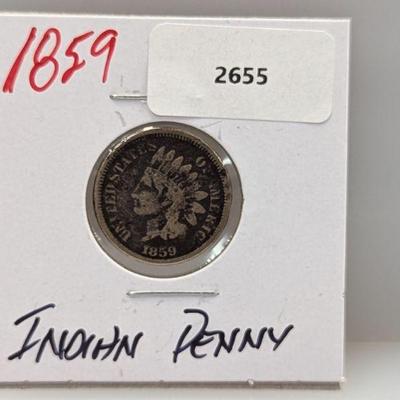 1859
2655
UNITED STATES OF AMERICA
1859
INDIAN PENNY